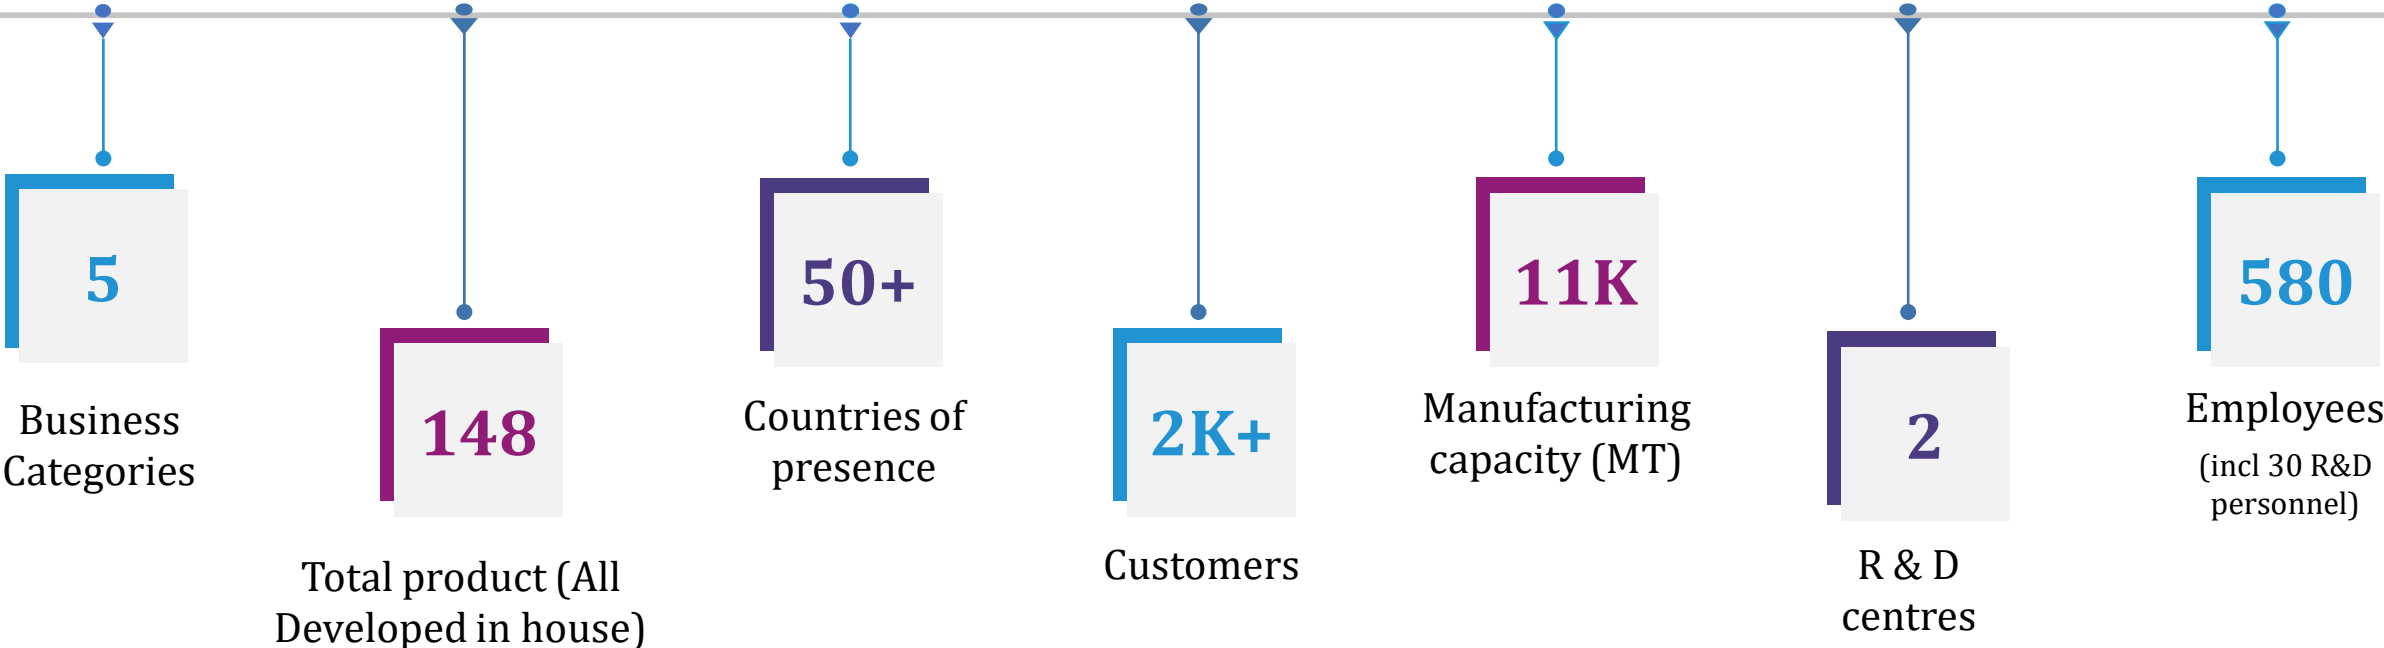 5
Business
Categories
148
Total product (All
Developed in house)
50+
Countries of
presence
2K+
Customers
11K
Manufacturing
capacity (MT)
2
R & D
centres
580
Employees
(incl 30 R&D
personnel)